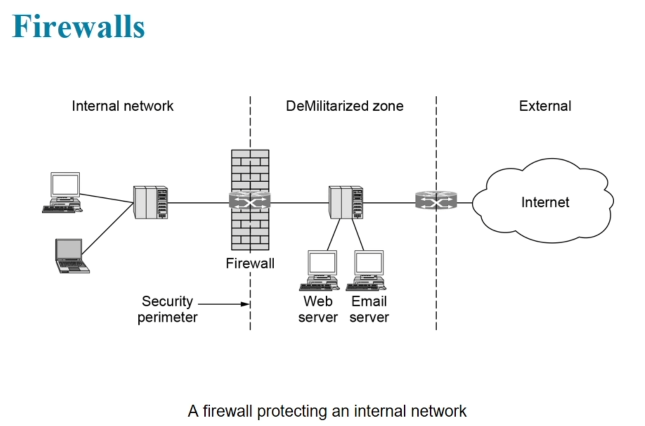 Firewalls
Internal network
DeMilitarized zone
External
Internet
Firewall
Security
perimeter
Web
server
Email
server
A firewall protecting an internal network